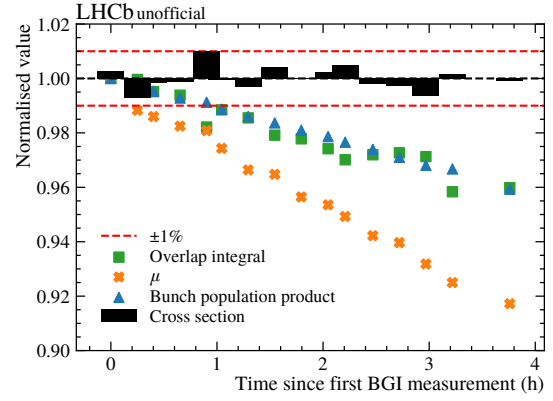 LHCb unofficial
Normalised value
1.02
1.00
0.98
0.96
0.94
0.92
0.90
±1%
Overlap integral
μ
Bunch population product
Cross section
0 1 2 3 4
Time since first BGI measurement (h)